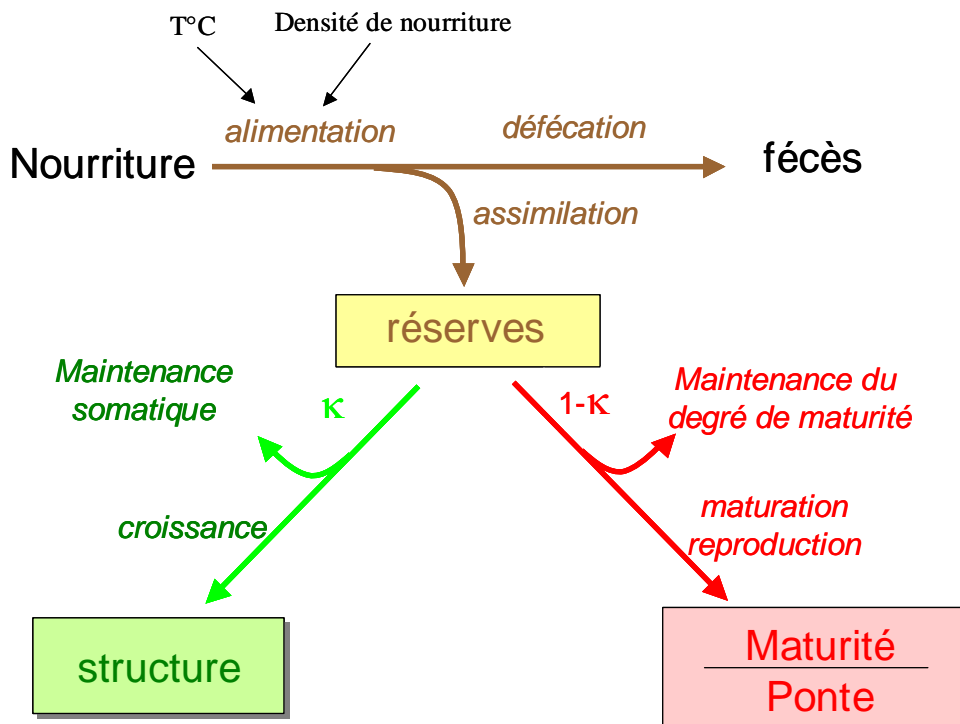 T°C
Densité de nourriture
alimentation
défécation
Nourriture
fécès
assimilation
réserves
Maintenance
somatique
κ
1-κ
Maintenance du
degré de maturité
croissance
maturation
reproduction
structure
Maturité
Ponte